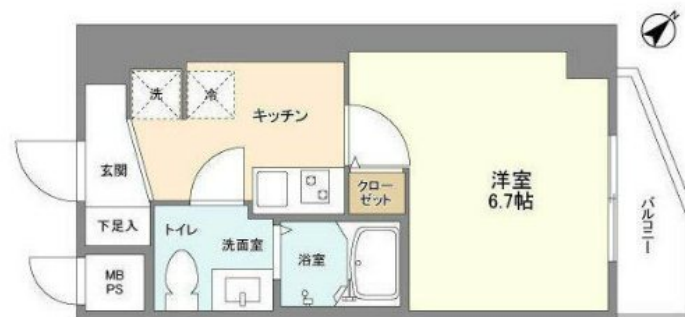 N
洗
冷
キッチン
玄関
下足入
MB
PS
トイレ
洗面室
浴室
クロー
ゼット
洋室
6.7帖
バルコニー